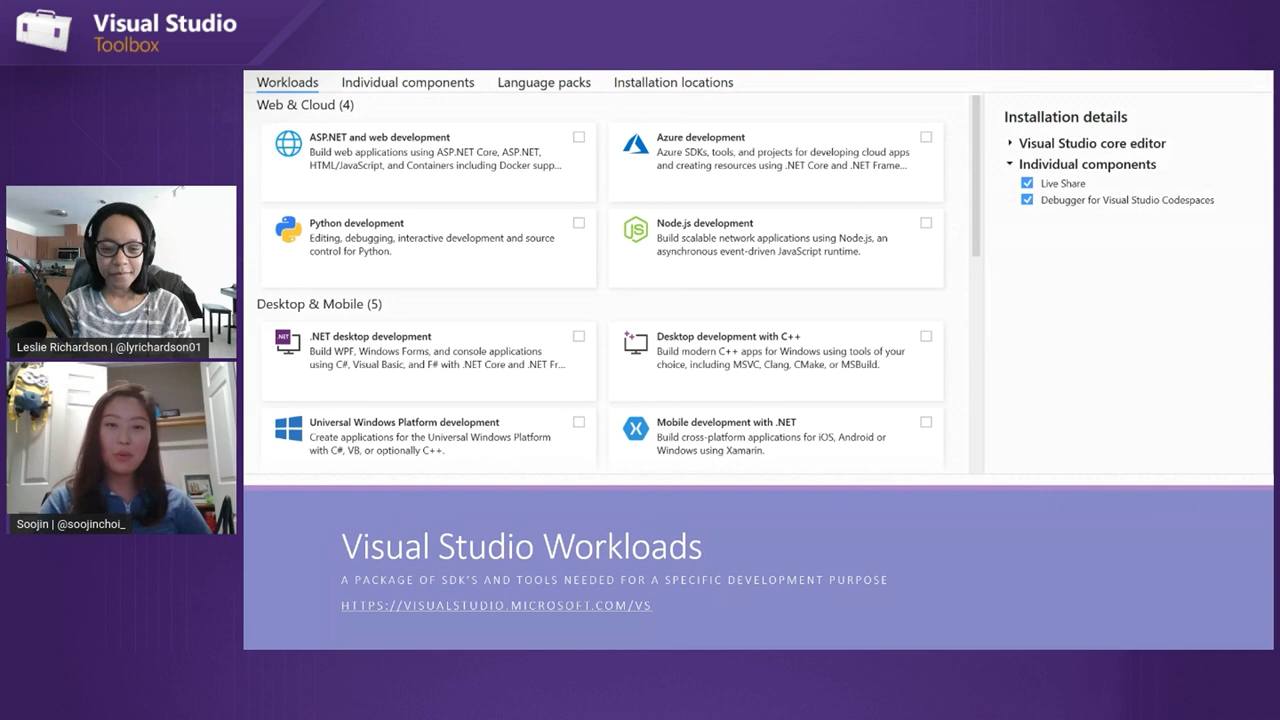 Visual Studio
Toolbox
Workloads Individual components Language packs Installation locations
Web & Cloud (4)
ASP.NET and web development
Build web applications using ASP.NET Core, ASP.NET,
HTML/JavaScript, and Containers including Docker supp...
Azure development
Azure SDKs, tools, and projects for developing cloud apps
and creating resources using .NET Core and .NET Frame...
Python development
Editing, debugging, interactive development and source
control for Python.
Node.js development
Build scalable network applications using Node.js, an
asynchronous event-driven JavaScript runtime.
Desktop & Mobile (5)
.NET desktop development
Build WPF, Windows Forms, and console applications
using C#, Visual Basic, and F# with .NET Core and .NET Fr...
Desktop development with C++
Build modern C++ apps for Windows using tools of your
choice, including MSVC, Clang, CMake, or MSBuild.
Universal Windows Platform development
Create applications for the Universal Windows Platform
with C#, VB, or optionally C++.
Mobile development with .NET
Build cross-platform applications for iOS, Android or
Windows using Xamarin.
Installation details
Visual Studio core editor
Individual components
Live Share
Debugger for Visual Studio Codespaces
Leslie Richardson | @lyrichardson01
Soojin | @soojinchoi_
Visual Studio Workloads
A PACKAGE OF SDK'S AND TOOLS NEEDED FOR A SPECIFIC DEVELOPMENT PURPOSE
HTTPS://VISUALSTUDIO.MICROSOFT.COM/VS